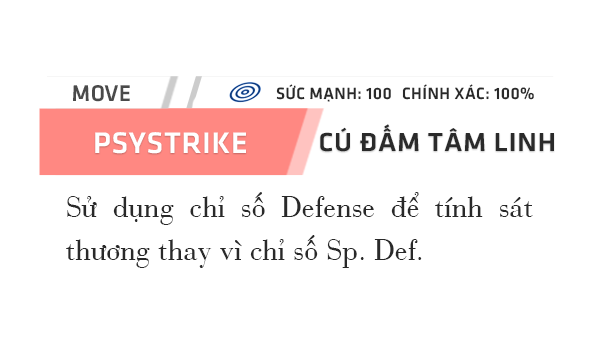 MOVE SỨC MẠNH: 100 CHÍNH XÁC: 100%
PSYSTRIKE CÚ ĐẤM TÂM LINH
Sử dụng chỉ số Defense để tính sát
thương thay vì chỉ số Sp. Def.